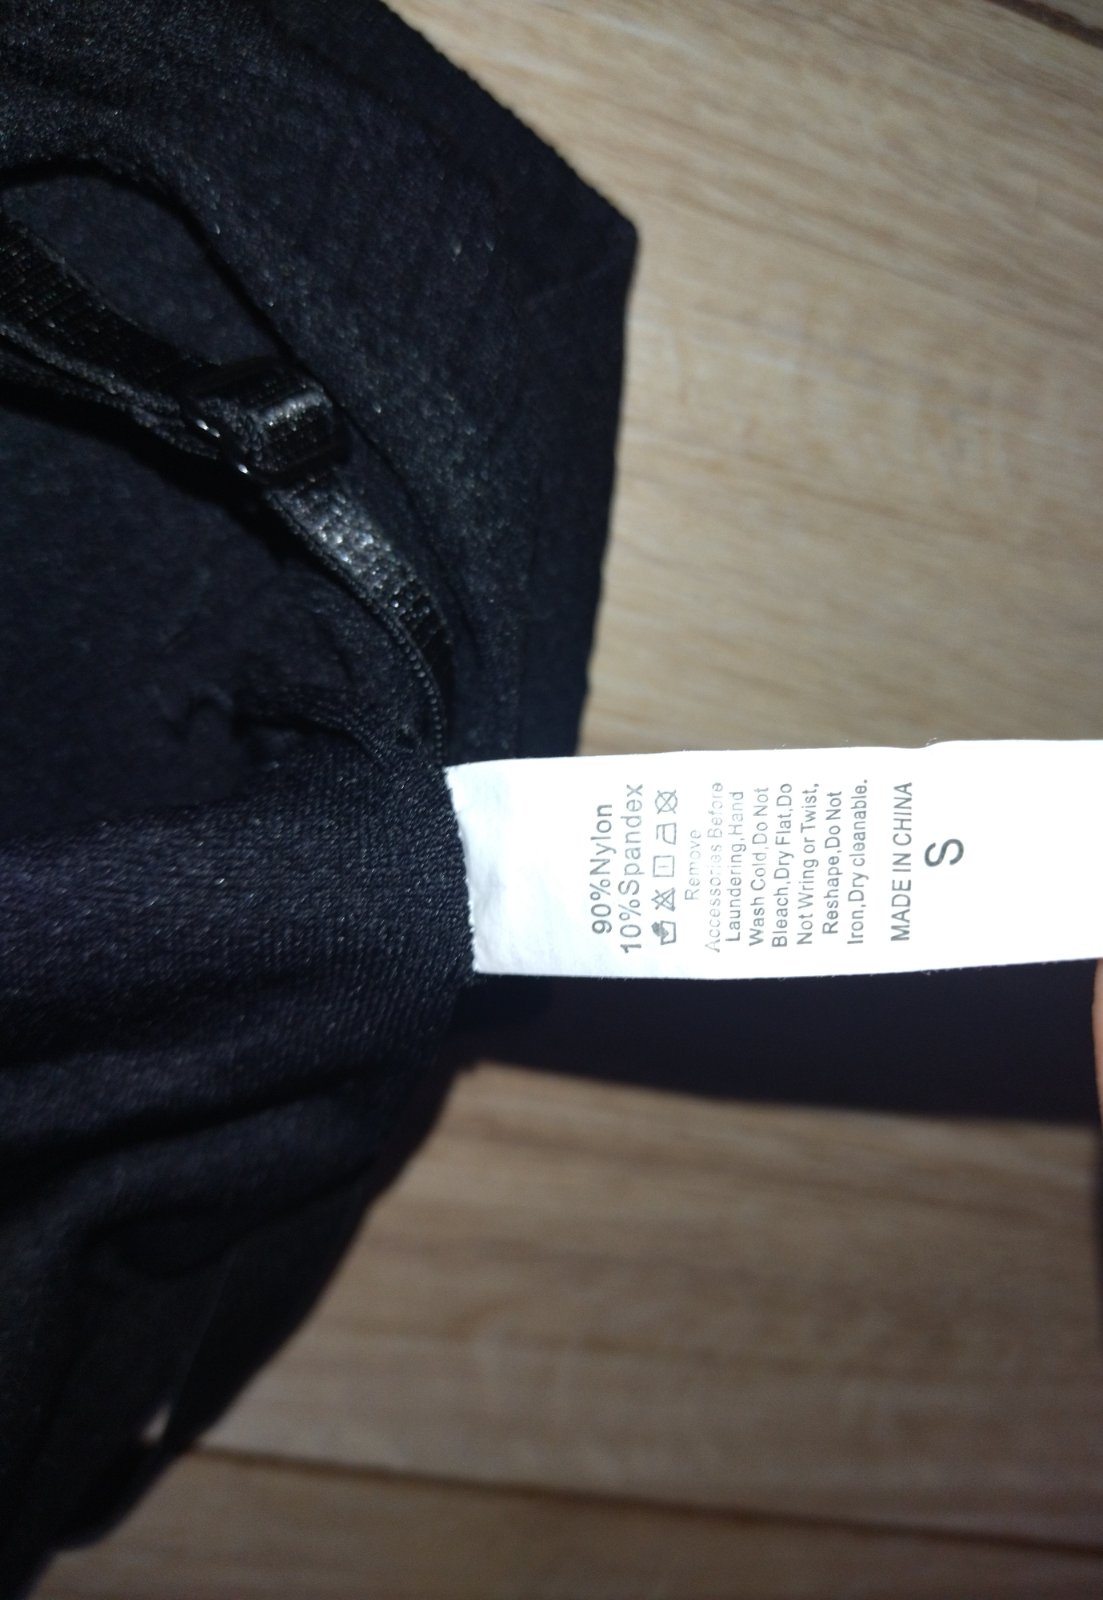 90%Nylon
10%Spandex
Remove
Accessories Before
Laundering,Hand
Wash Cold,Do Not
Bleach,Dry Flat,Do
Not Wring or Twist,
Reshape,Do Not
Iron,Dry cleanable.
MADE IN CHINA
S